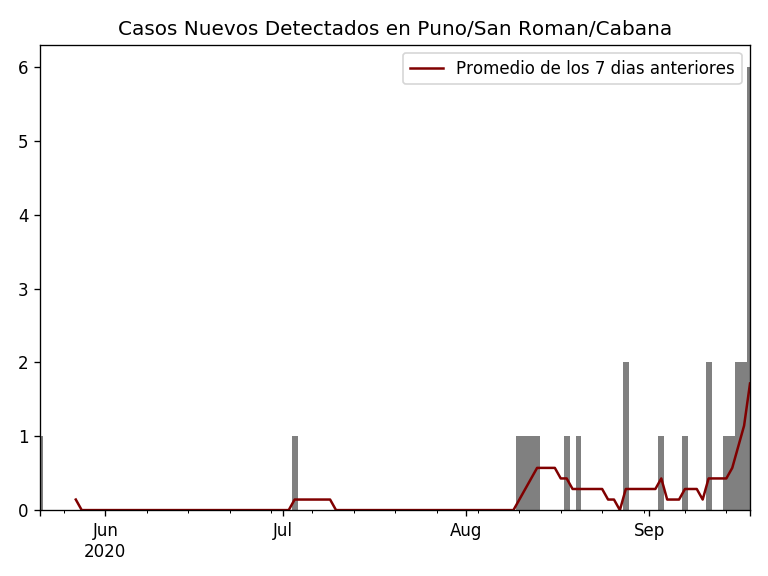 Casos Nuevos Detectados en Puno/San Roman/Cabana
Promedio de los 7 dias anteriores
6
5
4
3
2
1
0
Jun
2020
Jul
Aug
Sep